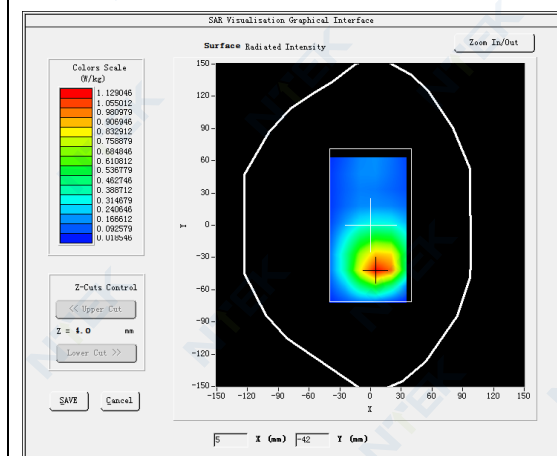 SAR Visualisation Graphical Interface
Surface Radiated Intensity
Zoom In/Out
Colors Scale
(W/kg)
1.129046
1.055012
0.980979
0.906946
0.832912
0.758879
0.684846
0.610812
0.536779
0.462746
0.388712
0.314679
0.240646
0.166612
0.092579
0.018546
Z-Cuts Control
<< Upper Cut
Z = 4.0 mm
Lower Cut >>
SAVE Cancel
150
120
90
60
30
0
-30
-60
-90
-120
-150
Y
-150 -120 -90 -60 -30 0 30 60 90 120 150
X
5 X (mm) -42 Y (mm)
NTEK